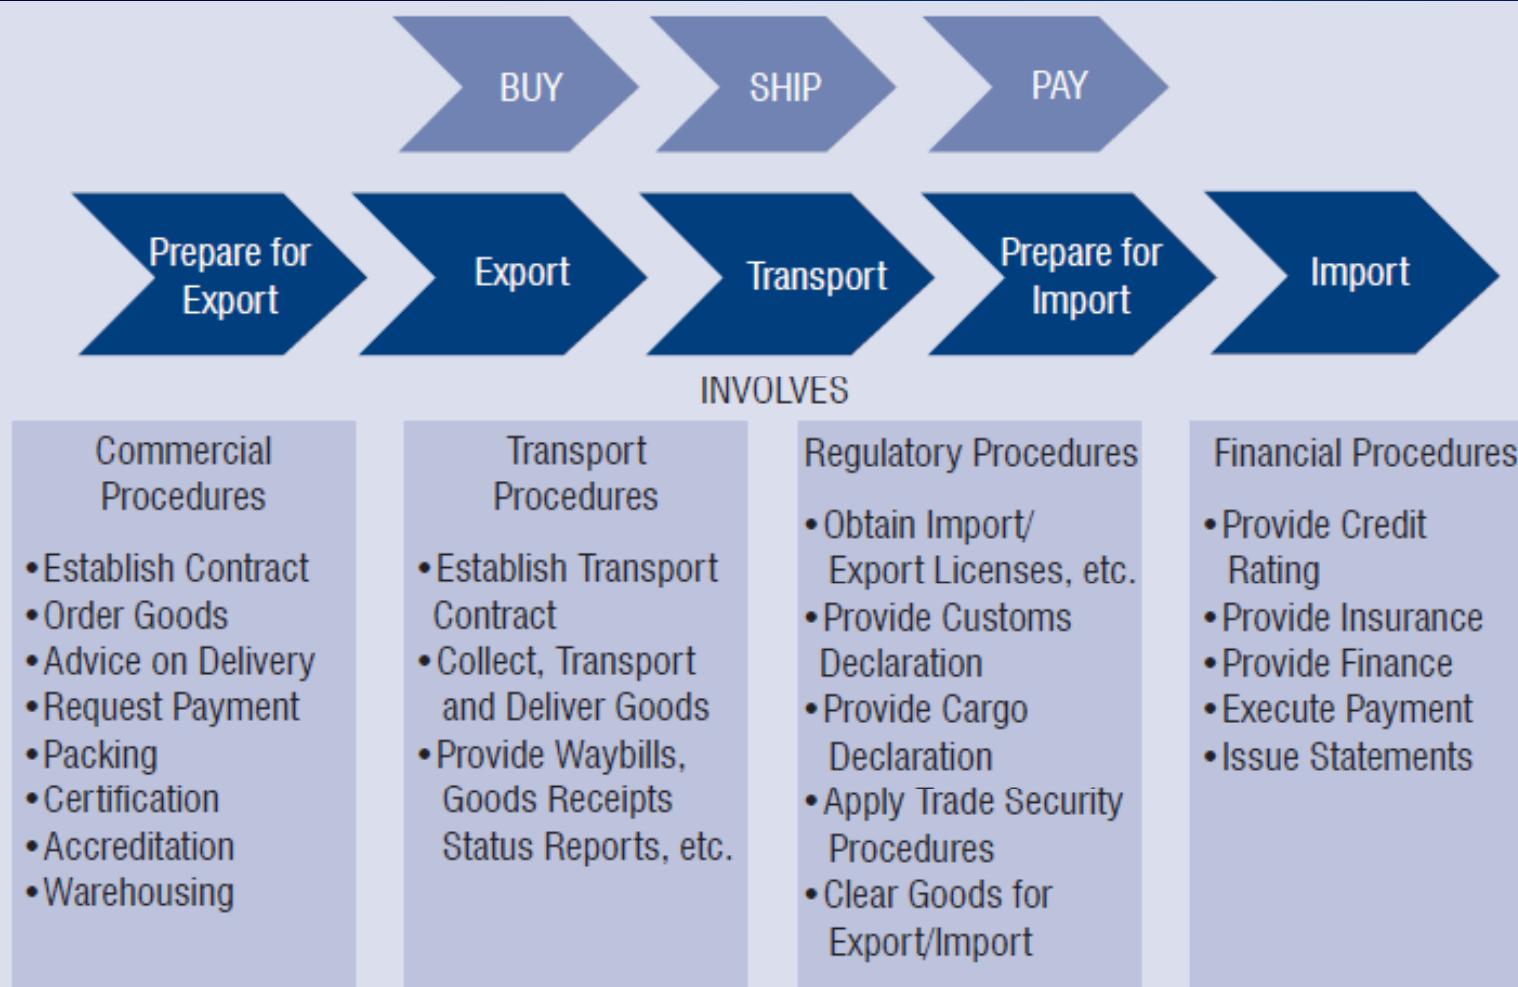 BUY
SHIP
PAY
Prepare for
Export
Export
Transport
Prepare for
Import
Import
INVOLVES
Commercial
Procedures
•Establish Contract
•Order Goods
•Advice on Delivery
•Request Payment
•Packing
•Certification
•Accreditation
•Warehousing
Transport
Procedures
•Establish Transport
Contract
•Collect, Transport
and Deliver Goods
•Provide Waybills,
Goods Receipts
Status Reports, etc.
Regulatory Procedures
•Obtain Import/
Export Licenses, etc.
•Provide Customs
Declaration
•Provide Cargo
Declaration
•Apply Trade Security
Procedures
•Clear Goods for
Export/Import
Financial Procedures
•Provide Credit
Rating
•Provide Insurance
•Provide Finance
•Execute Payment
•Issue Statements